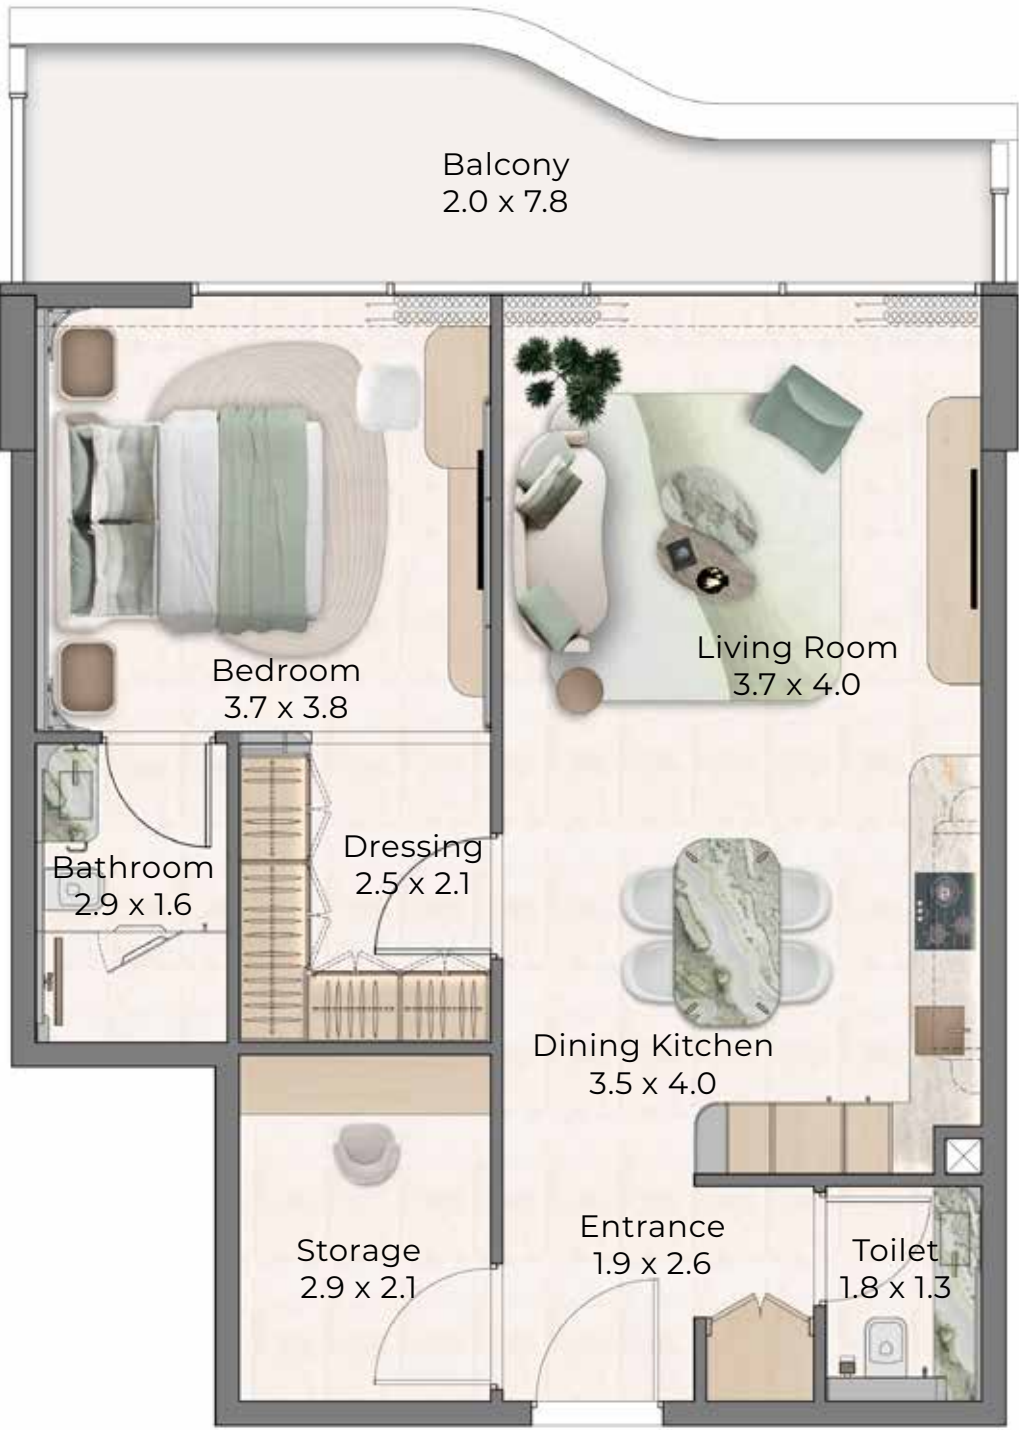 Balcony
2.0 x 7.8
Living Room
3.7 x 4.0
Bedroom
3.7 x 3.8
Dressing
2.5 x 2.1
Bathroom
2.9 x 1.6
Dining Kitchen
3.5 x 4.0
Entrance
1.9 x 2.6
Storage
2.9 x 2.1
Toilet
1.8 x 1.3